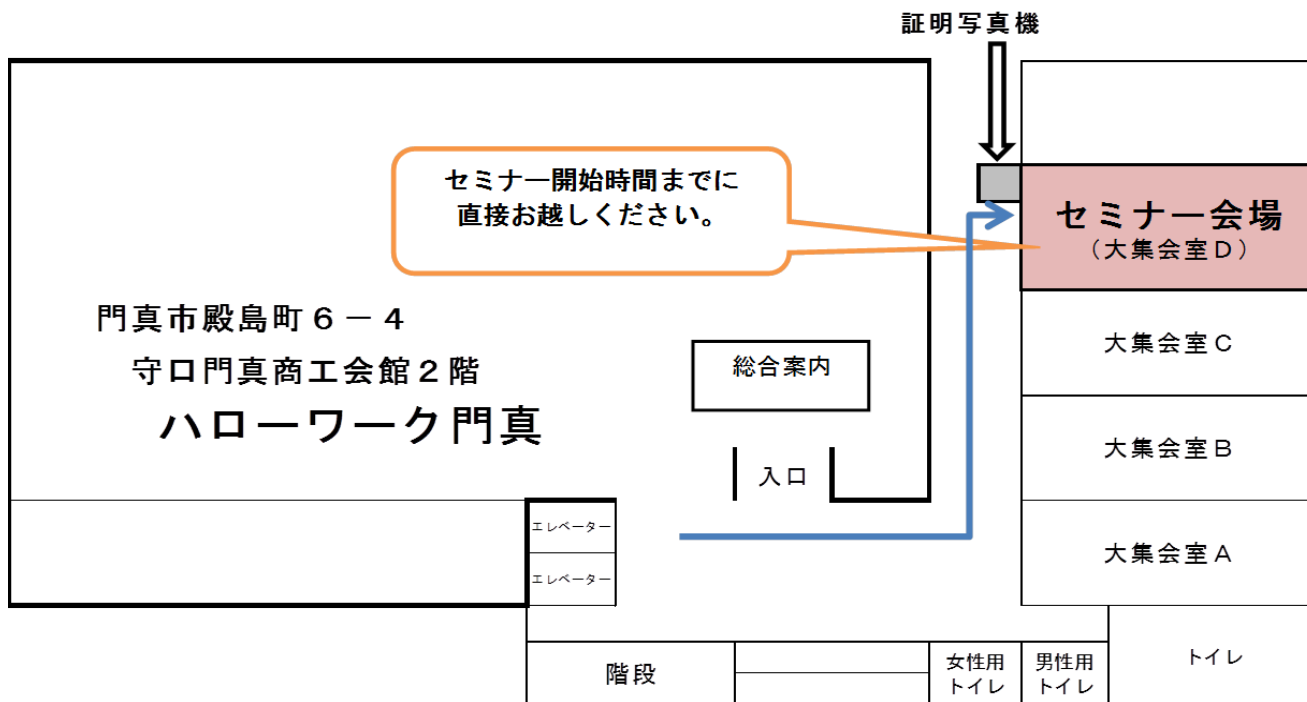 証明写真機
セミナー開始時間までに
直接お越しください。
セミナー会場
（大集会室Ｄ）
門真市殿島町６－４
守口門真商工会館２階
ハローワーク門真
総合案内
大集会室Ｃ
大集会室Ｂ
入口
エレベーター
エレベーター
大集会室Ａ
階段
女性用
トイレ
男性用
トイレ
トイレ